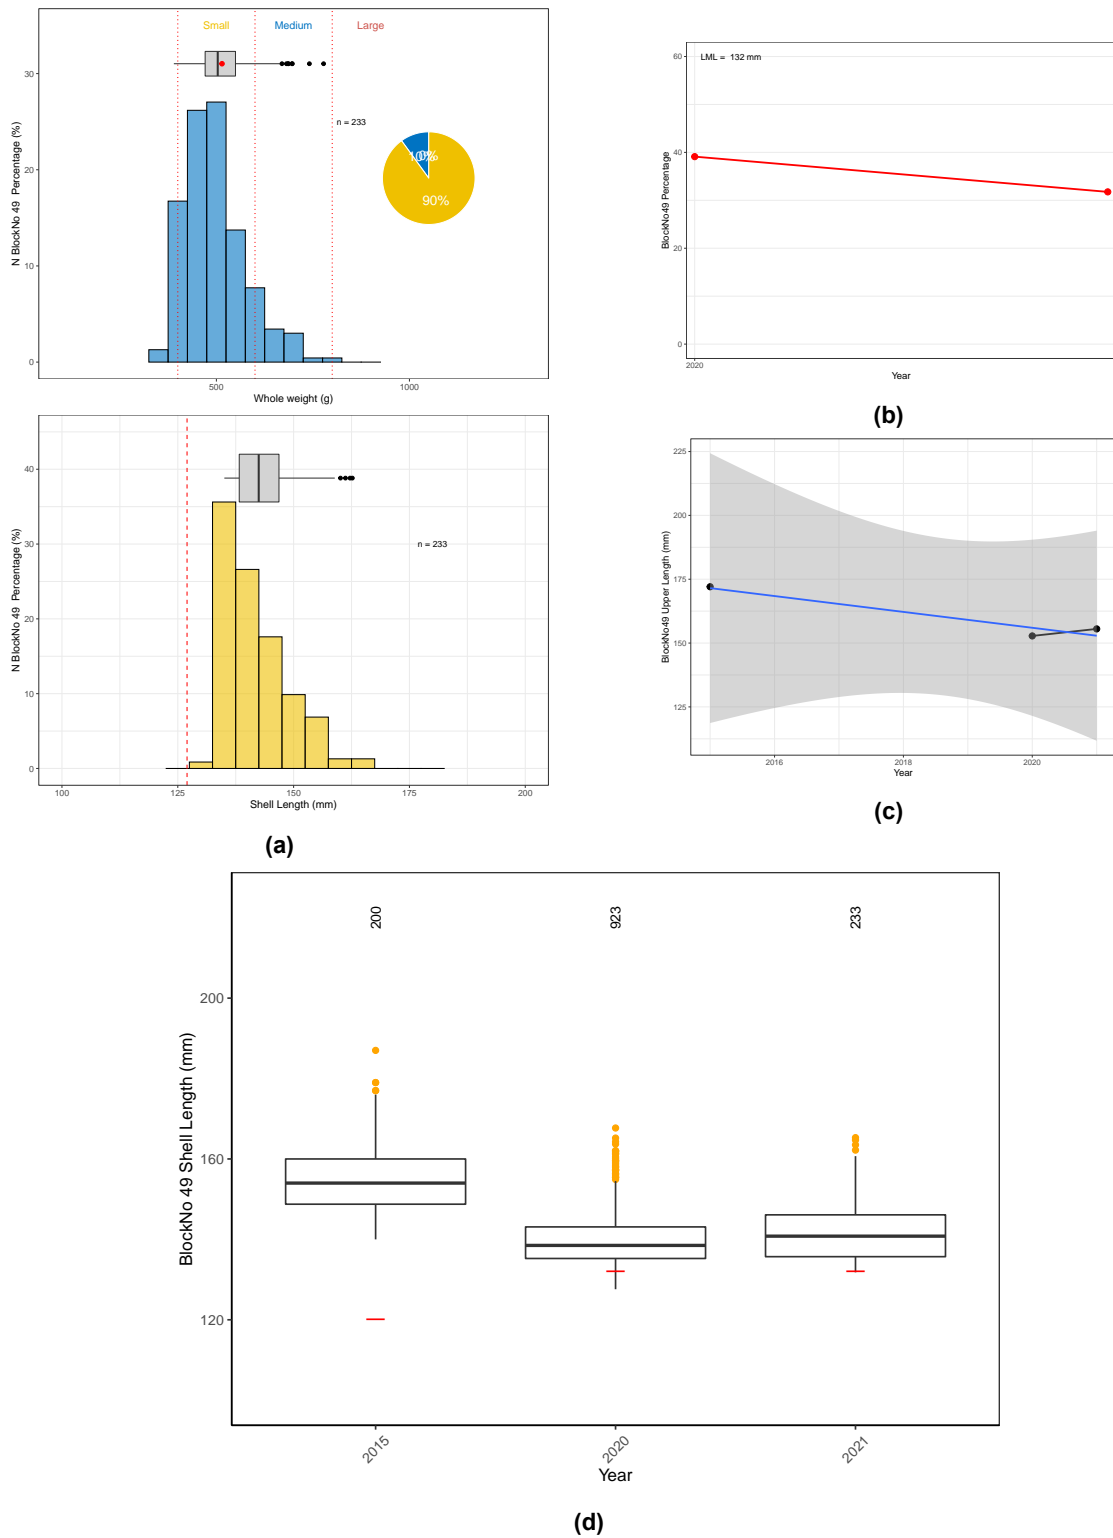 Small Medium Large
n = 233
10% 0%
90%
30
20
10
0
N BlockNo 49 Percentage (%)
500 1000
Whole weight (g)
40
30
20
10
0
N BlockNo 49 Percentage (%)
n = 233
100 125 150 175 200
Shell Length (mm)
(a)
LML = 132 mm
60
40
20
0
BlockNo49 Percentage
2020
Year
(b)
225
200
175
150
125
BlockNo49 Upper Length (mm)
2016 2018 2020
Year
(c)
200 923 233
200
160
120
BlockNo 49 Shell Length (mm)
2015 2020 2021
Year
(d)